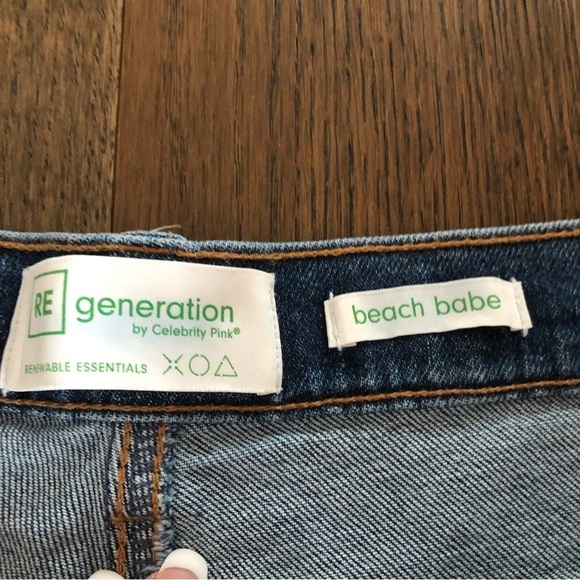 RE generation
by Celebrity Pink®
RENEWABLE ESSENTIALS
beach babe